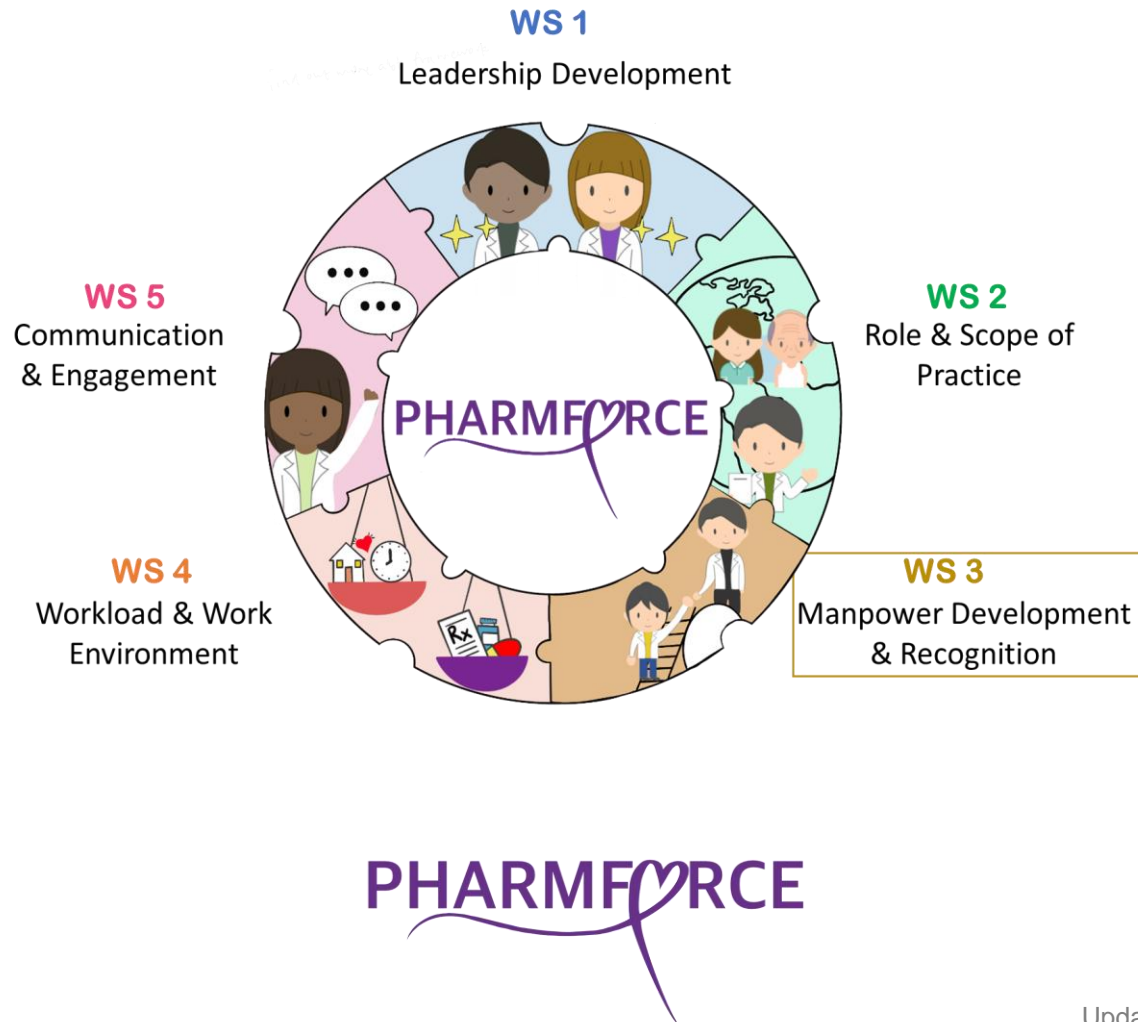 WS 1
Leadership Development
WS 5
Communication
& Engagement
WS 2
Role & Scope of
Practice
PHARMFORCE
Rx
WS 4
Workload & Work
Environment
WS 3
Manpower Development
& Recognition
PHARMFORCE